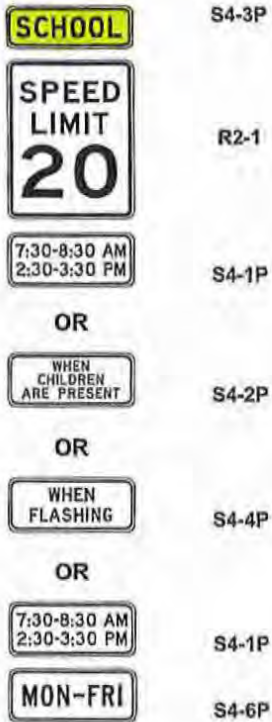 SCHOOL S4-3P
SPEED
LIMIT
20
R2-1
7:30-8:30 AM
2:30-3:30 PM
S4-1P
OR
WHEN
CHILDREN
ARE PRESENT
S4-2P
OR
WHEN
FLASHING
S4-4P
OR
7:30-8:30 AM
2:30-3:30 PM
S4-1P
MON-FRI S4-6P